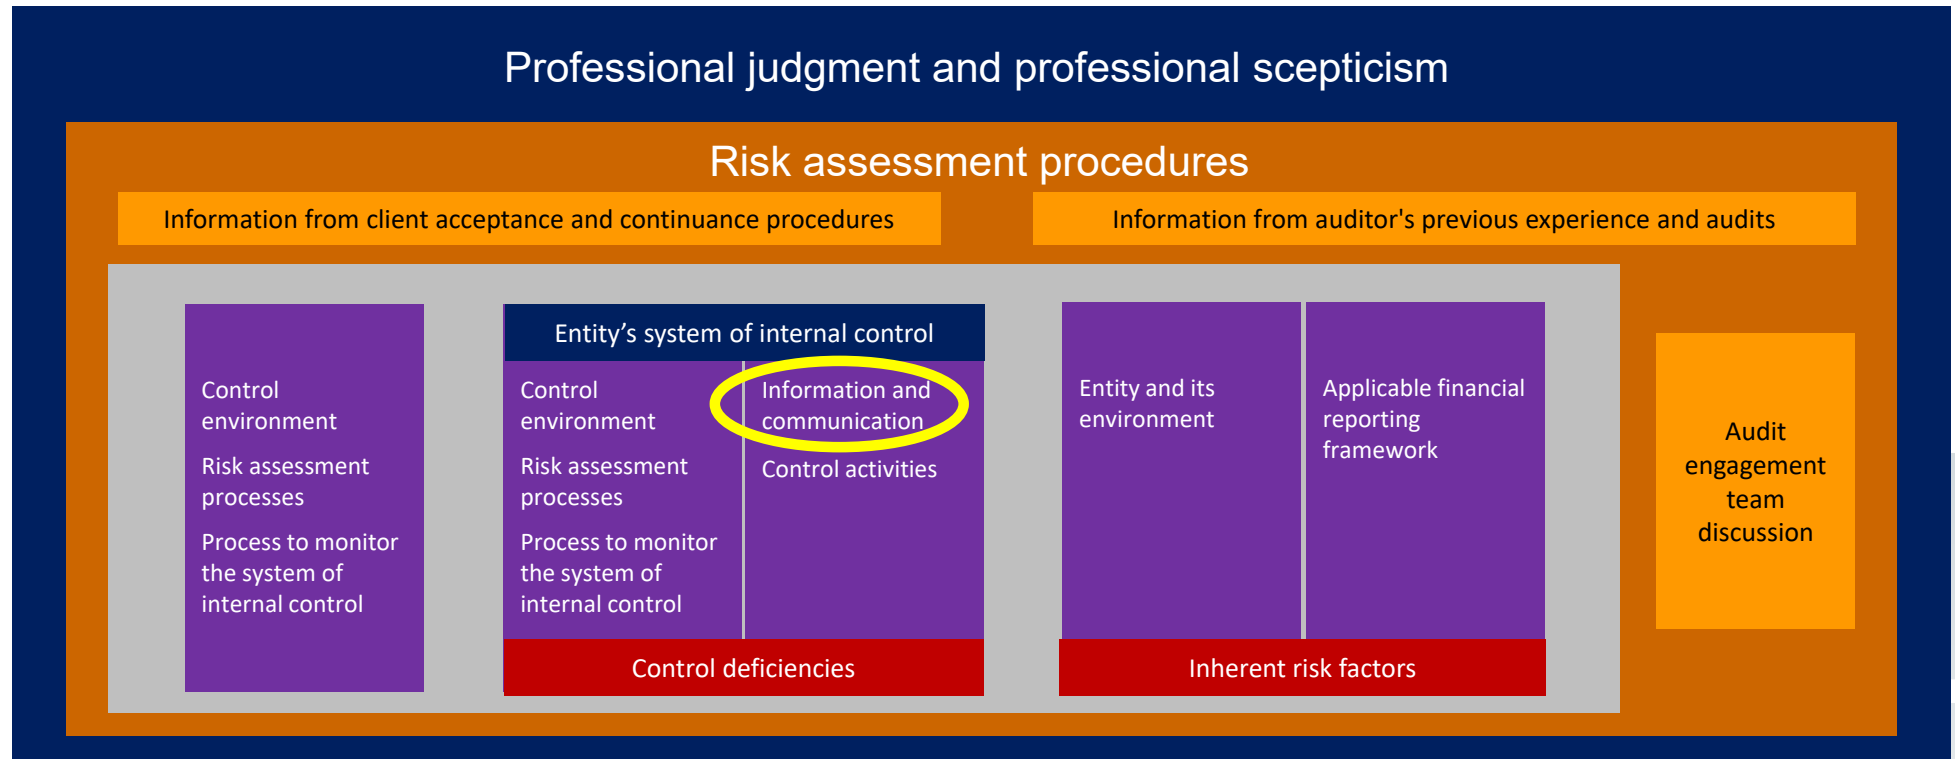 Professional judgment and professional scepticism
Risk assessment procedures
Information from client acceptance and continuance procedures
Information from auditor's previous experience and audits
Control
environment
Risk assessment
processes
Process to monitor
the system of
internal control
Entity’s system of internal control
Control
environment
Risk assessment
processes
Process to monitor
the system of
internal control
Information and
communication
Control activities
Control deficiencies
Entity and its
environment
Applicable financial
reporting
framework
Inherent risk factors
Audit
engagement
team
discussion